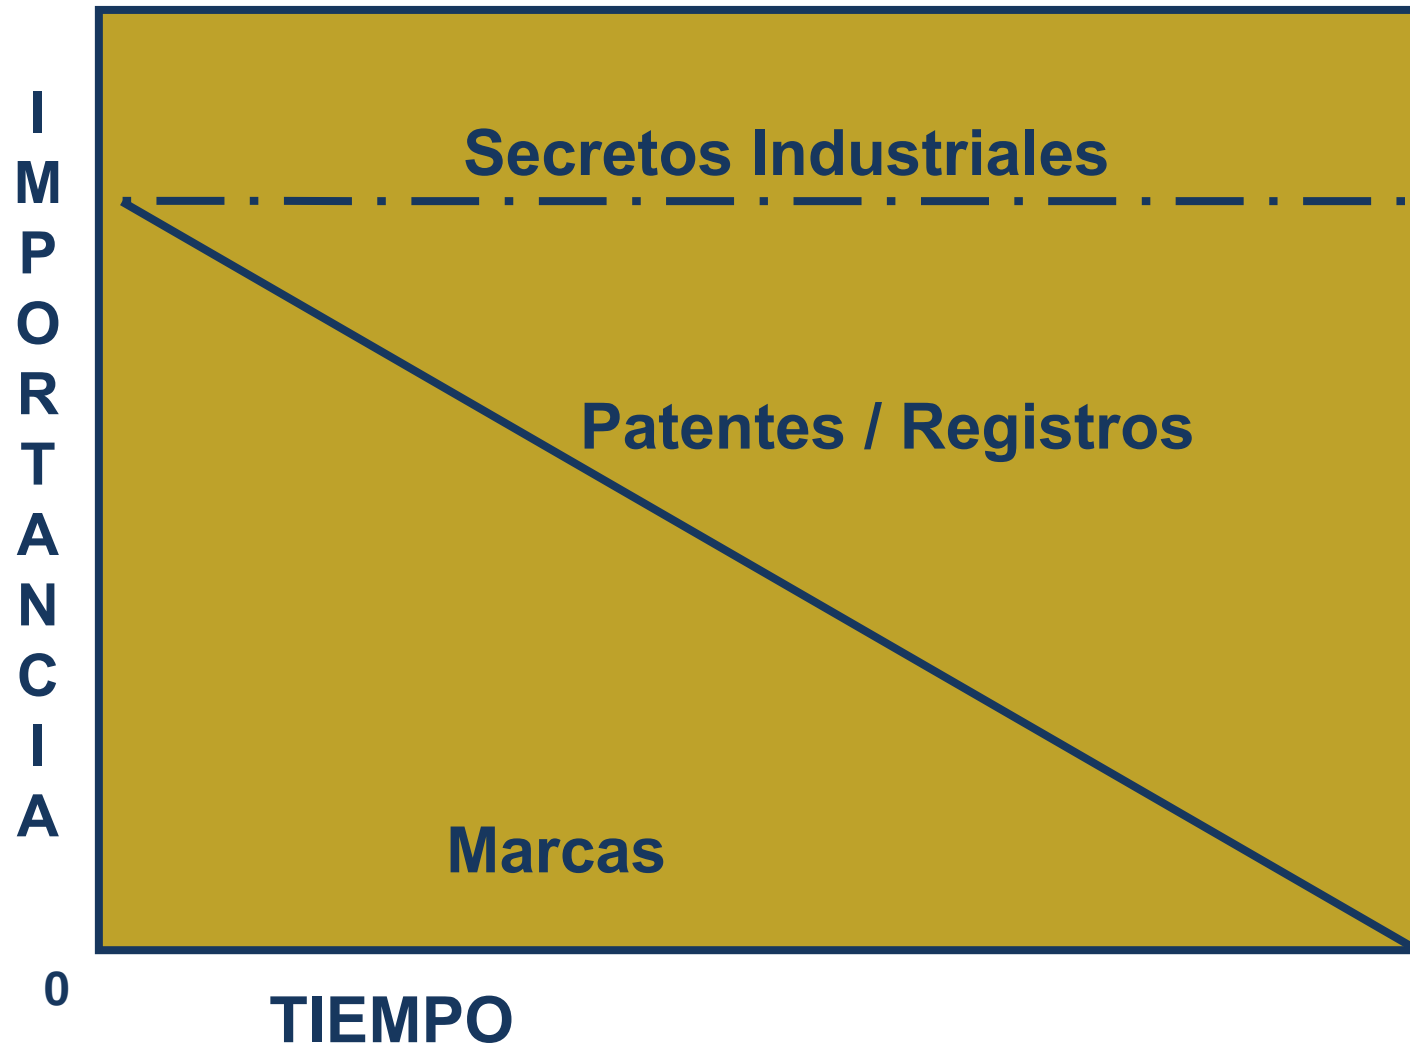 IMPORTANCIA
Secretos Industriales
Patentes / Registros
Marcas
0
TIEMPO